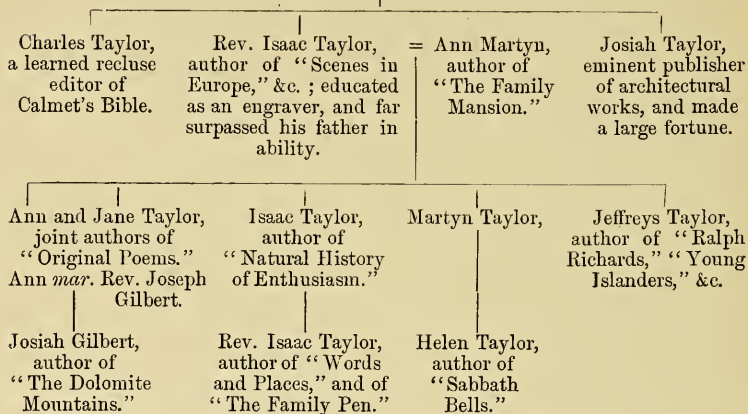 Charles Taylor,
a learned recluse
editor of
Calmet's Bible.
Rev. Isaac Taylor,
author of "Scenes in
Europe," &c. ; educated
as an engraver, and far
surpassed his father in
ability.
= Ann Martyn,
author of
"The Family
Mansion."
Josiah Taylor,
eminent publisher
of architectural
works, and made
a large fortune.
Ann and Jane Taylor,
joint authors of
"Original Poems."
Ann mar. Rev. Joseph
Gilbert.
Isaac Taylor,
author of
"Natural History
of Enthusiasm."
Martyn Taylor,
Jeffreys Taylor,
author of "Ralph
Richards," "Young
Islanders," &c.
Josiah Gilbert,
author of
"The Dolomite
Mountains."
Rev. Isaac Taylor,
author of "Words
and Places," and of
"The Family Pen."
Helen Taylor,
author of
"Sabbath
Bells."